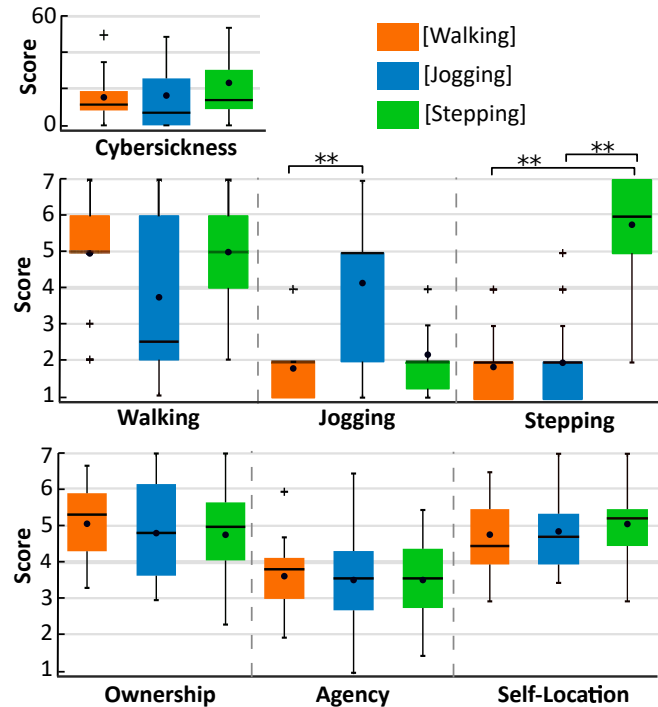 60
0
Score
Cybersickness
[Walking]
[Jogging]
[Stepping]
** ** **
7
6
5
4
3
2
1
Score
Walking Jogging Stepping
7
6
5
4
3
2
1
Score
Ownership Agency Self-Location